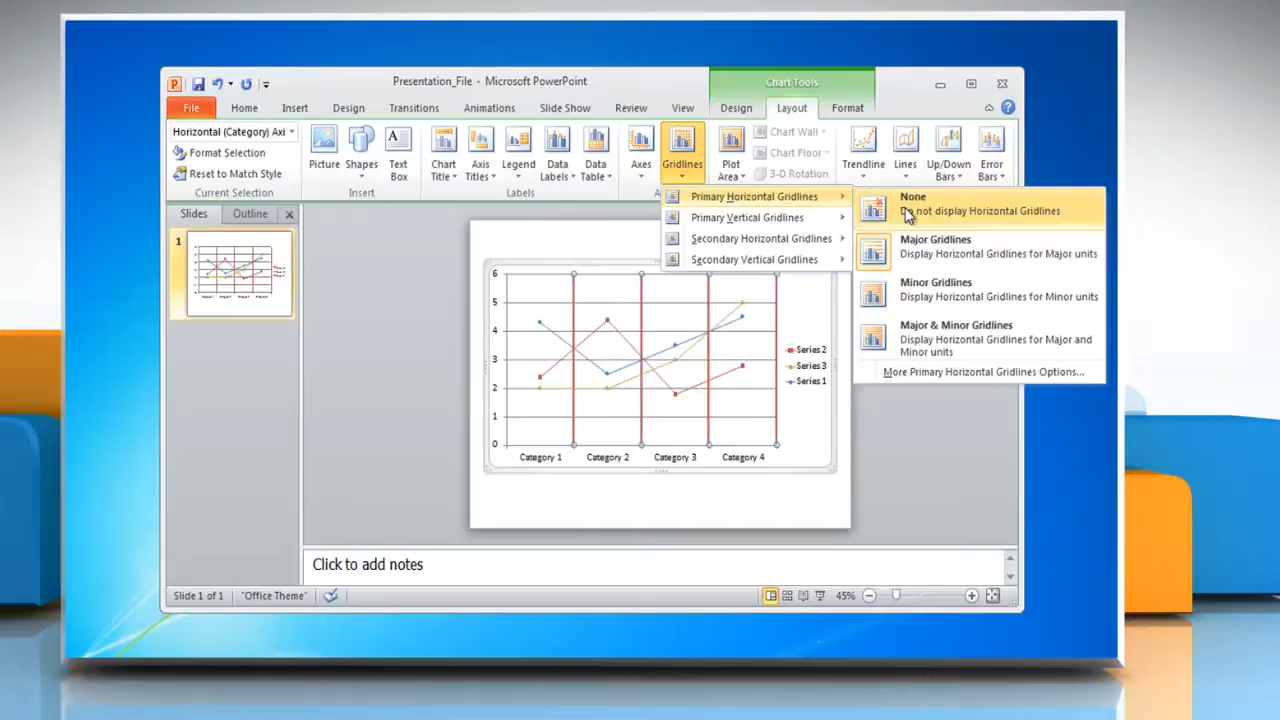 Presentation_File - Microsoft PowerPoint
Chart Tools
File Home Insert Design Transitions Animations Slide Show Review View Design Layout Format
Horizontal (Category) Axi
Format Selection
Reset to Match Style
Current Selection
Picture Shapes Text Box
Insert
Chart Title Axis Titles Legend Data Labels Data Table
Labels
Axes Gridlines
A
Plot Area
Chart Wall
Chart Floor
3-D Rotation
Trendline Lines Up/Down Bars Error Bars
Primary Horizontal Gridlines
Primary Vertical Gridlines
Secondary Horizontal Gridlines
Secondary Vertical Gridlines
None
Do not display Horizontal Gridlines
Major Gridlines
Display Horizontal Gridlines for Major units
Minor Gridlines
Display Horizontal Gridlines for Minor units
Major & Minor Gridlines
Display Horizontal Gridlines for Major and
Minor units
More Primary Horizontal Gridlines Options...
Slides Outline
1
6
5
4
3
2
1
0
Category 1 Category 2 Category 3 Category 4
Series 2
Series 3
Series 1
Click to add notes
Slide 1 of 1 "Office Theme" 45%